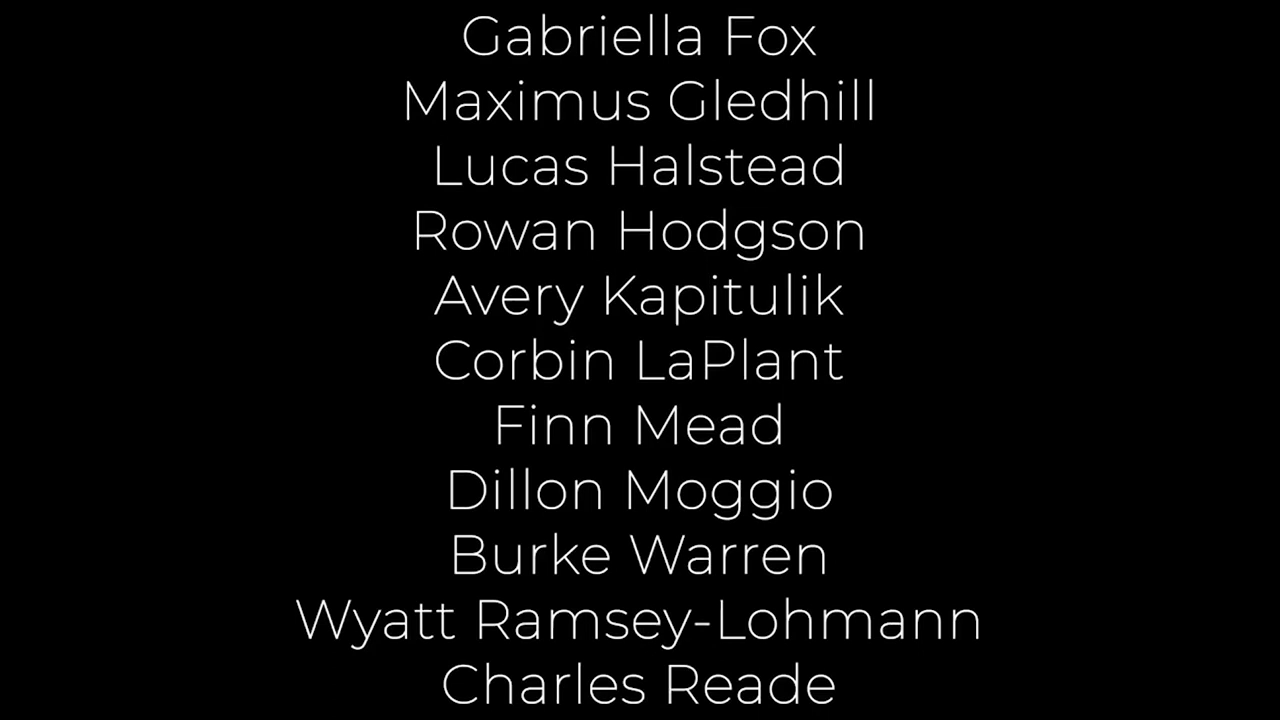 Gabriella Fox
Maximus Gledhill
Lucas Halstead
Rowan Hodgson
Avery Kapitulik
Corbin LaPlant
Finn Mead
Dillon Moggio
Burke Warren
Wyatt Ramsey-Lohmann
Charles Reade